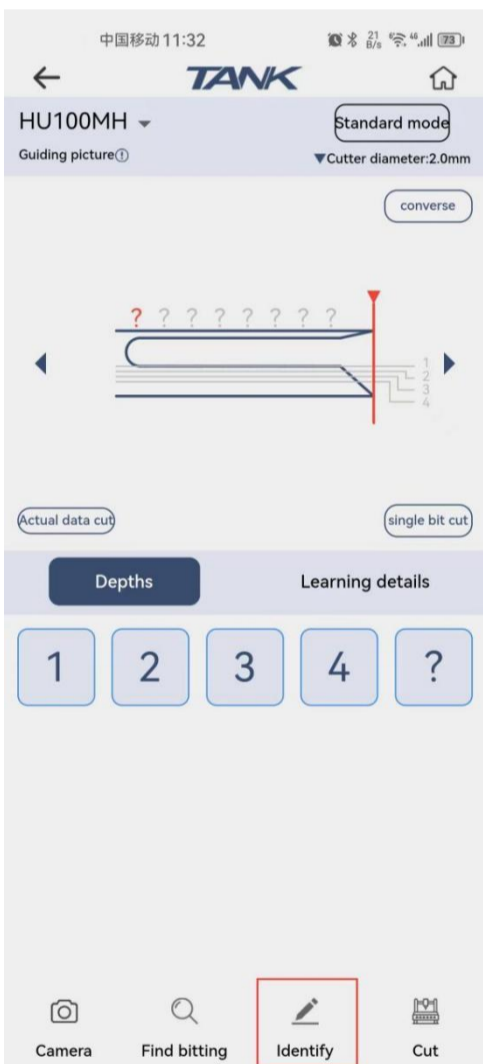 中国移动 11:32
21 B/s 46 73
TANK
HU100MH
Standard mode
Guiding picture
Cutter diameter:2.0mm
converse
? ? ? ? ? ? ? ?
1
2
3
4
Actual data cut
single bit cut
Depths
Learning details
1 2 3 4 ?
Camera
Find bitting
Identify
Cut